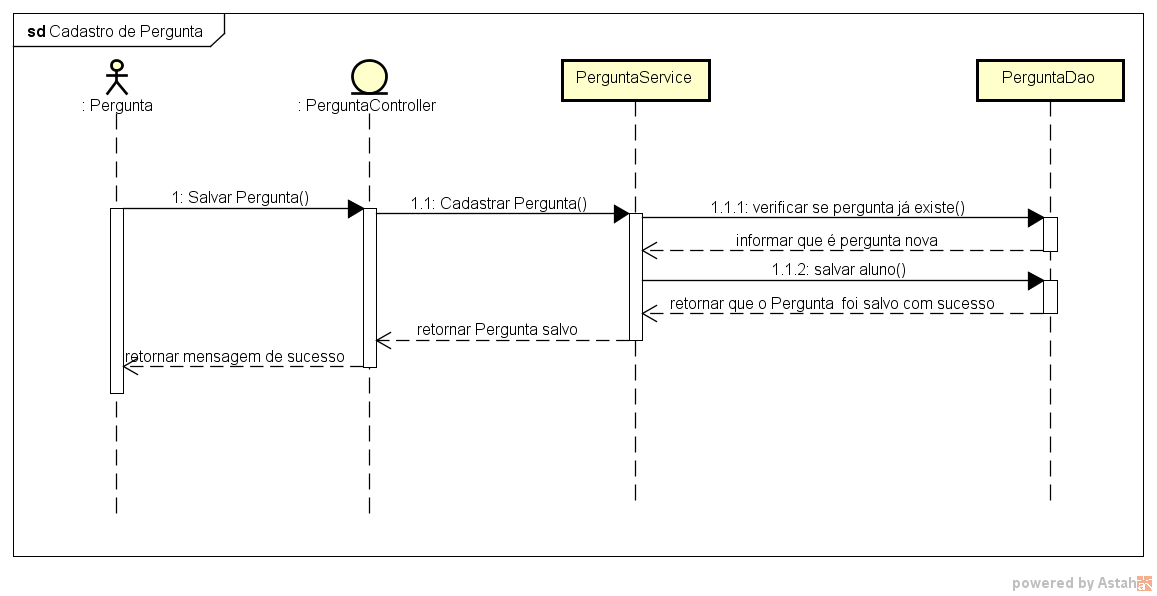 sd Cadastro de Pergunta
: Pergunta
: PerguntaController
PerguntaService
PerguntaDao
1: Salvar Pergunta()
1.1: Cadastrar Pergunta()
1.1.1: verificar se pergunta já existe()
informar que é pergunta nova
1.1.2: salvar aluno()
retornar que o Pergunta foi salvo com sucesso
retornar Pergunta salvo
retornar mensagem de sucesso
powered by Astah